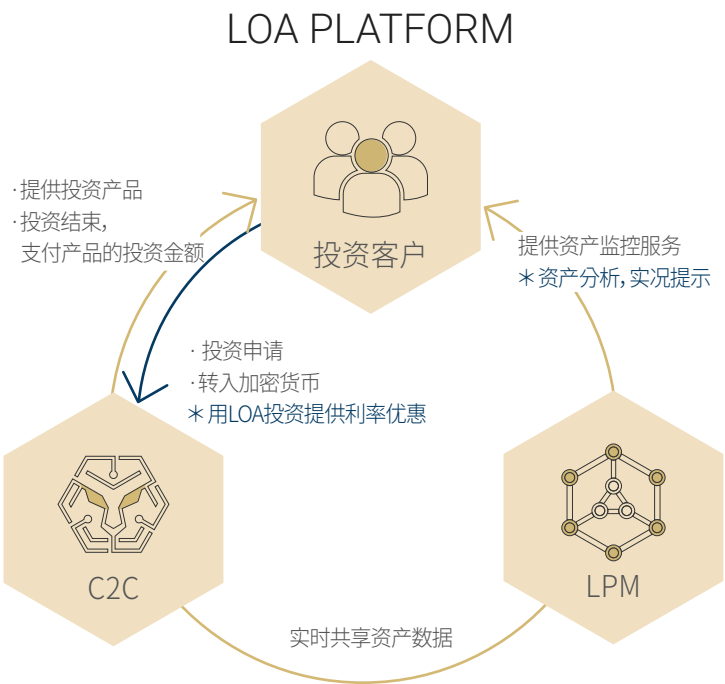 LOA PLATFORM
·提供投资产品
·投资结束,
支付产品的投资金额
投资客户
提供资产监控服务
＊资产分析, 实况提示
· 投资申请
·转入加密货币
＊用LOA投资提供利率优惠
C2C
LPM
实时共享资产数据